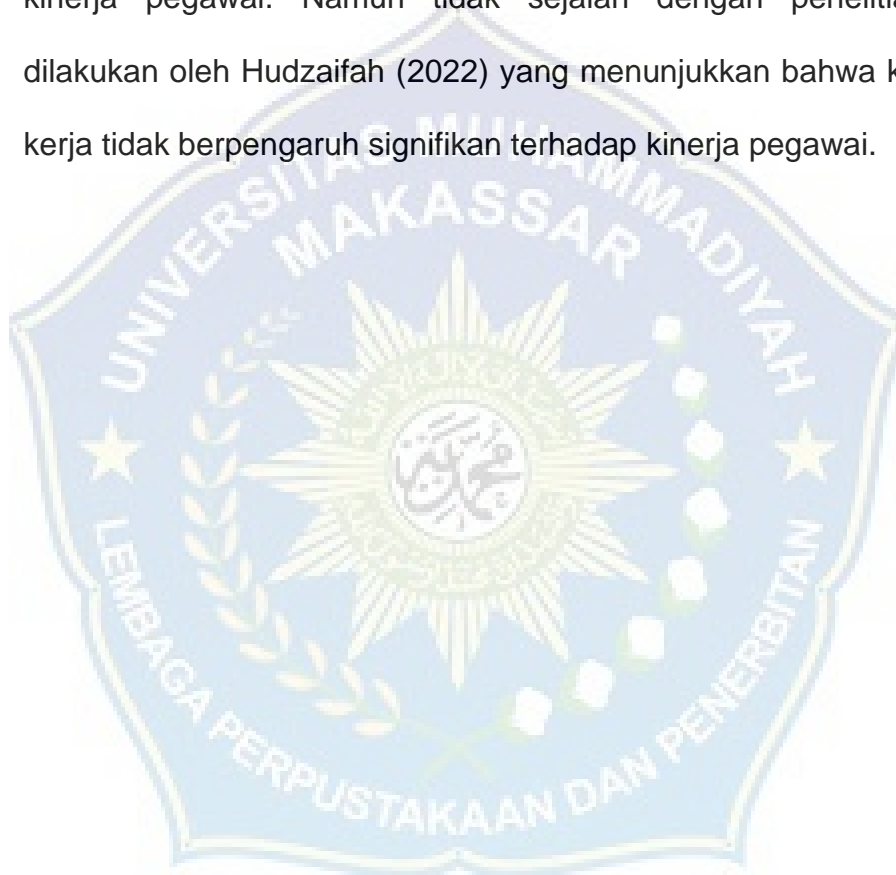 kinerja pegawai. Namun tidak sejalan dengan
dilakukan oleh Hudzaifah (2022) yang menunjukkan bahwa
kerja tidak berpengaruh signifikan terhadap kinerja pegawai.
UNIVERSITAS MUHAMMADIYAH
MAKASSAR
محمد
LEMBAGA PERPUSTAKAAN DAN PENERBITAN